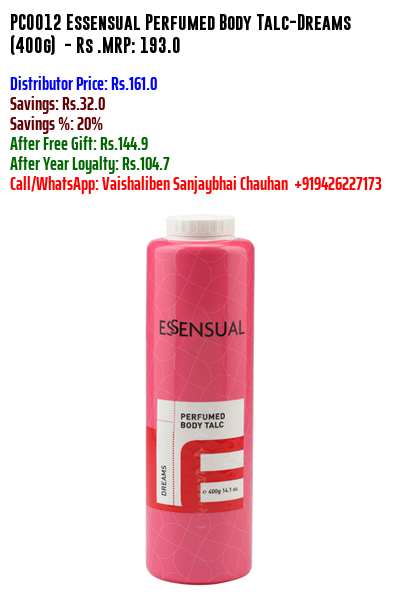 PC0012 Essensual Perfumed Body Talc-Dreams
(400g) - Rs .MRP: 193.0
Distributor Price: Rs.161.0
Savings: Rs.32.0
Savings %: 20%
After Free Gift: Rs.144.9
After Year Loyalty: Rs.104.7
Call/WhatsApp: Vaishaliben Sanjaybhai Chauhan +919426227173
ESSENSUAL
PERFUMED
BODY TALC
DREAMS
e 400g 14.1 oz.